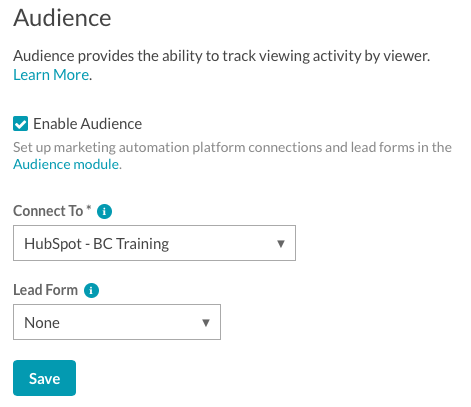 Audience
Audience provides the ability to track viewing activity by viewer.
Learn More.
Enable Audience
Set up marketing automation platform connections and lead forms in the
Audience module.
Connect To *
HubSpot - BC Training
Lead Form
None
Save